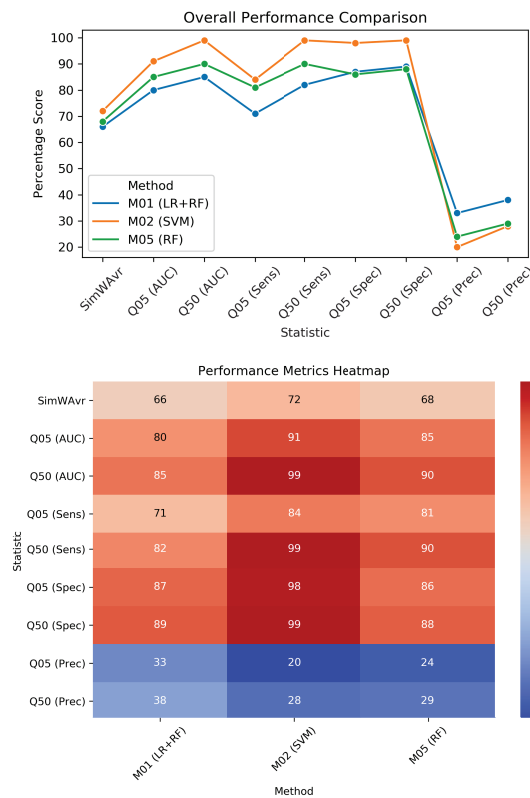 Overall Performance Comparison
Percentage Score
100
90
80
70
60
50
40
30
20
Method
M01 (LR+RF)
M02 (SVM)
M05 (RF)
SimWAvr
Q05 (AUC)
Q50 (AUC)
Q05 (Sens)
Q50 (Sens)
Q05 (Spec)
Q50 (Spec)
Q05 (Prec)
Q50 (Prec)
Statistic
Performance Metrics Heatmap
Statistic
SimWAvr 66 72 68
Q05 (AUC) 80 91 85
Q50 (AUC) 85 99 90
Q05 (Sens) 71 84 81
Q50 (Sens) 82 99 90
Q05 (Spec) 87 98 86
Q50 (Spec) 89 99 88
Q05 (Prec) 33 20 24
Q50 (Prec) 38 28 29
M01 (LR+RF) M02 (SVM) M05 (RF)
Method